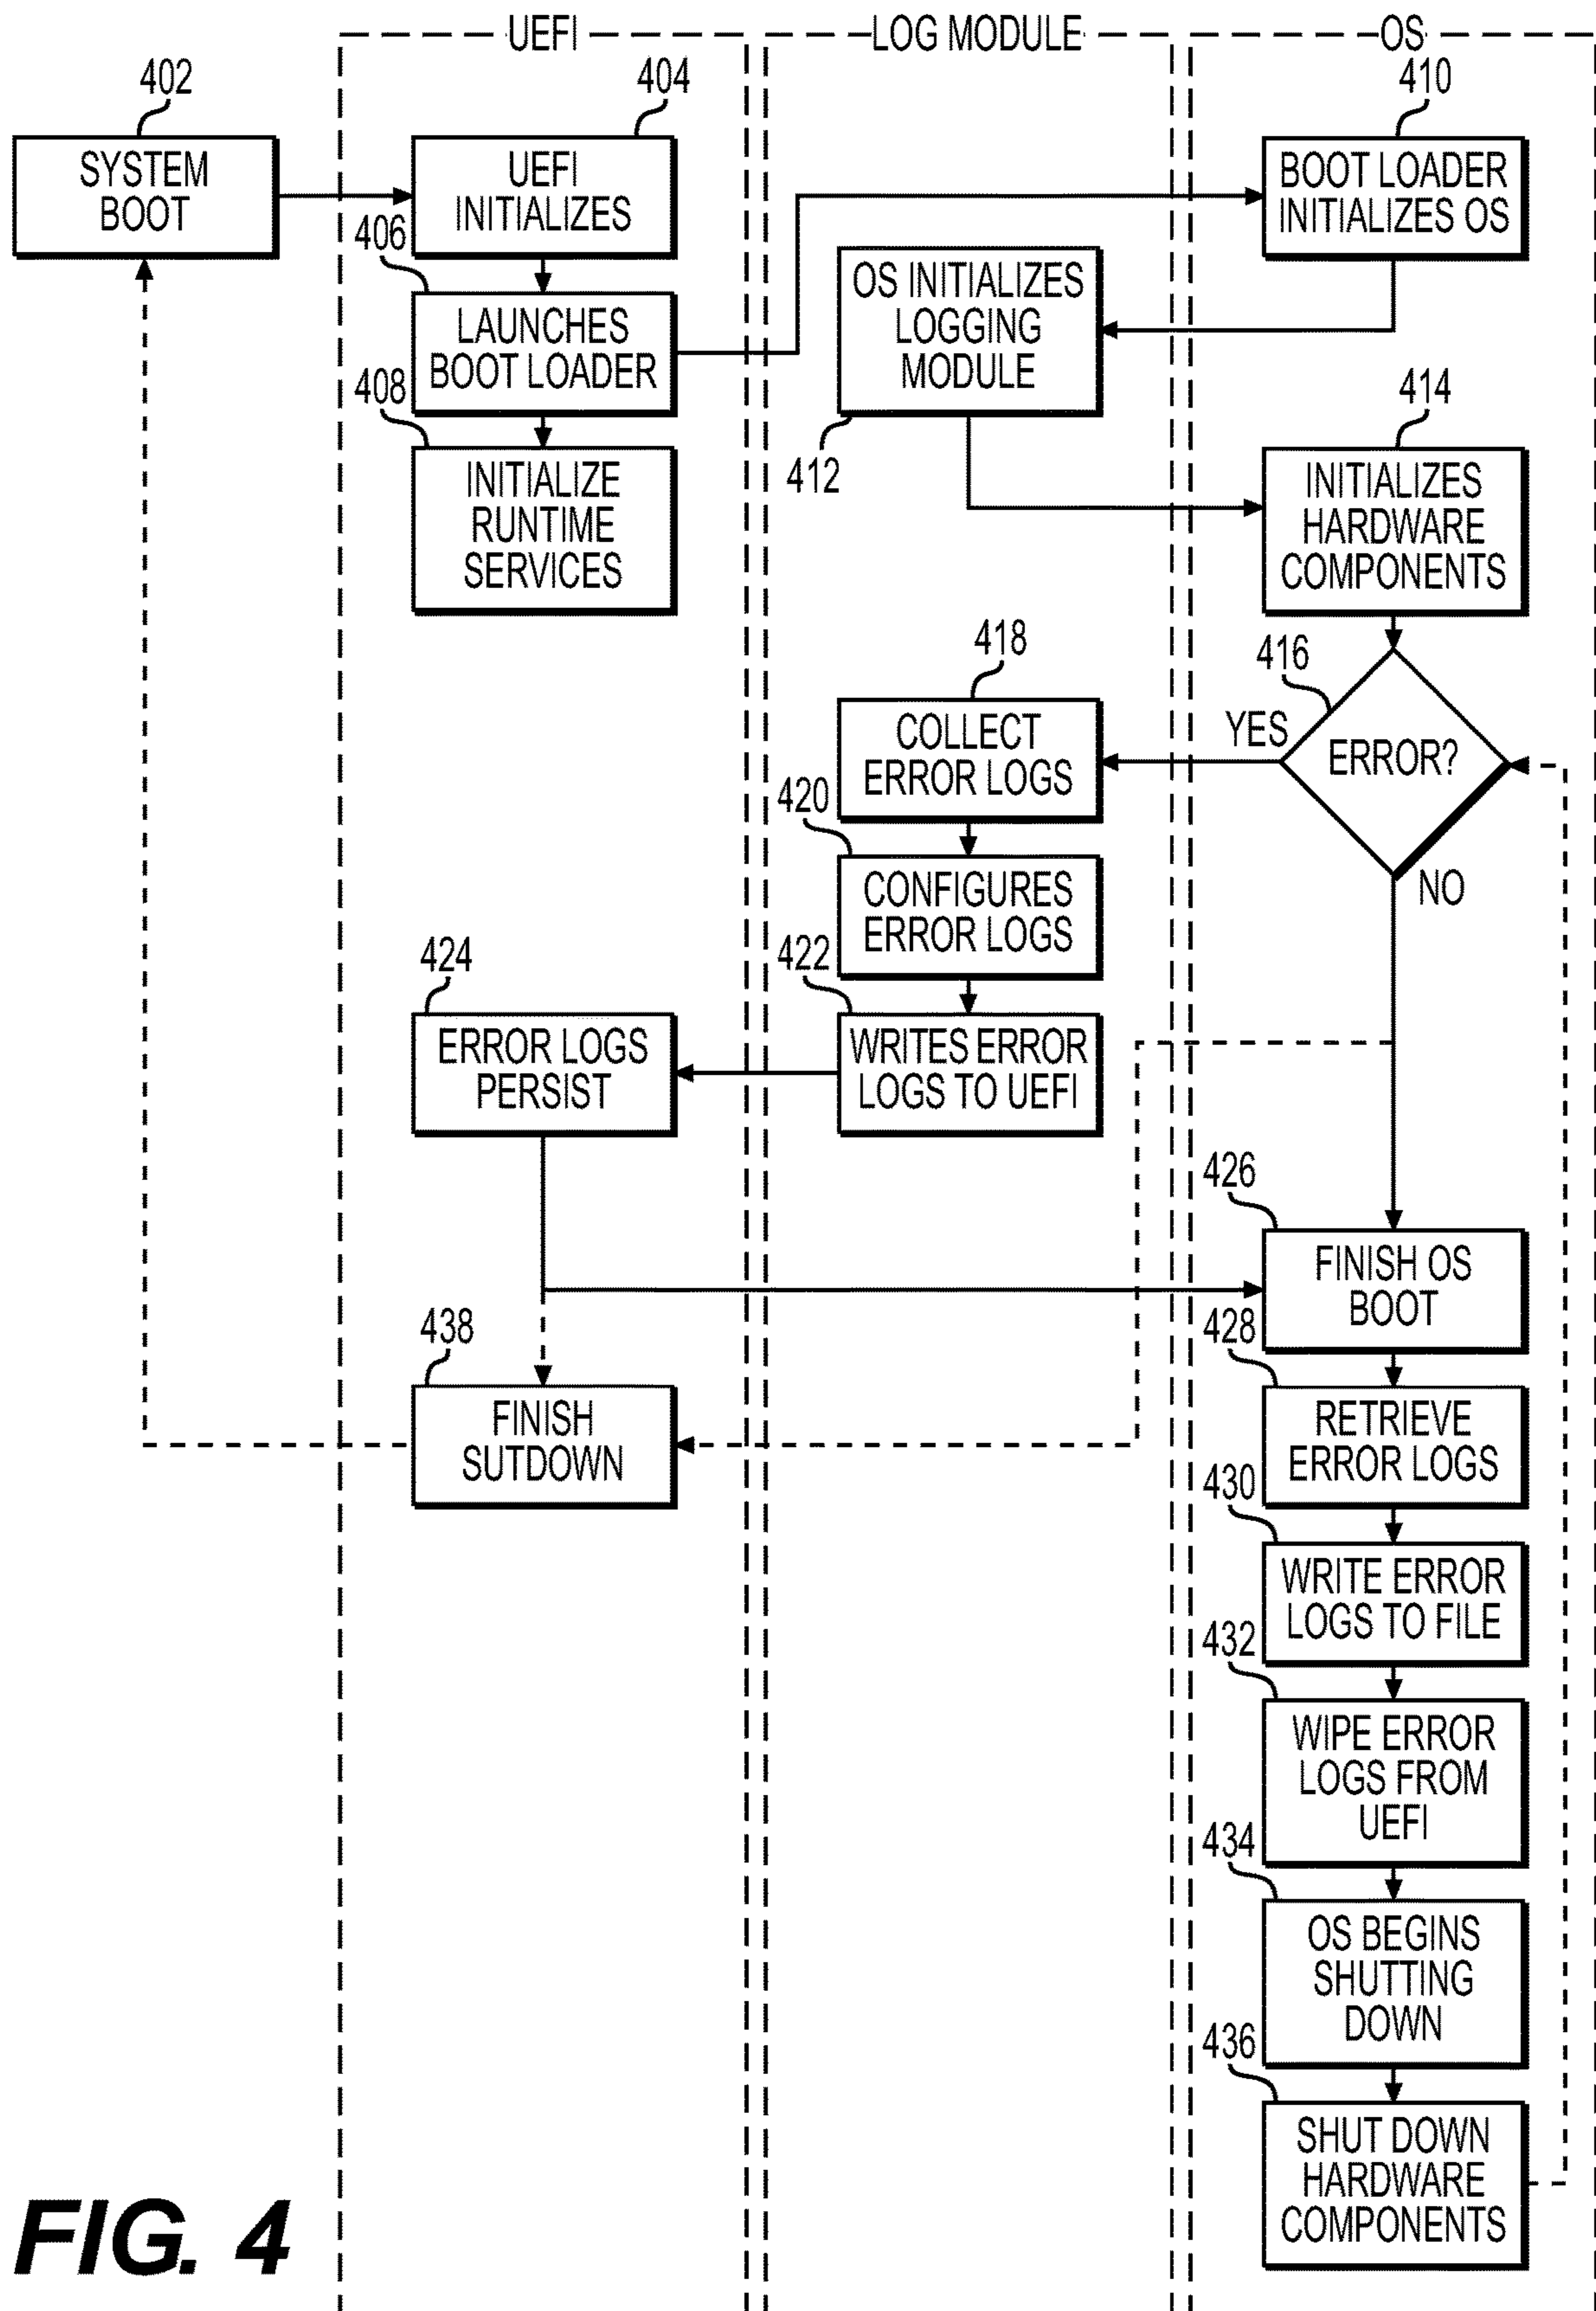 UEFI
LOG MODULE
OS
402
SYSTEM
BOOT
404
UEFI
INITIALIZES
406
LAUNCHES
BOOT LOADER
408
INITIALIZE
RUNTIME
SERVICES
410
BOOT LOADER
INITIALIZES OS
OS INITIALIZES
LOGGING
MODULE
412
414
INITIALIZES
HARDWARE
COMPONENTS
416
ERROR?
YES
NO
418
COLLECT
ERROR LOGS
420
CONFIGURES
ERROR LOGS
422
WRITES ERROR
LOGS TO UEFI
424
ERROR LOGS
PERSIST
426
FINISH OS
BOOT
428
RETRIEVE
ERROR LOGS
430
WRITE ERROR
LOGS TO FILE
432
WIPE ERROR
LOGS FROM
UEFI
434
OS BEGINS
SHUTTING
DOWN
436
SHUT DOWN
HARDWARE
COMPONENTS
438
FINISH
SUTDOWN
FIG. 4